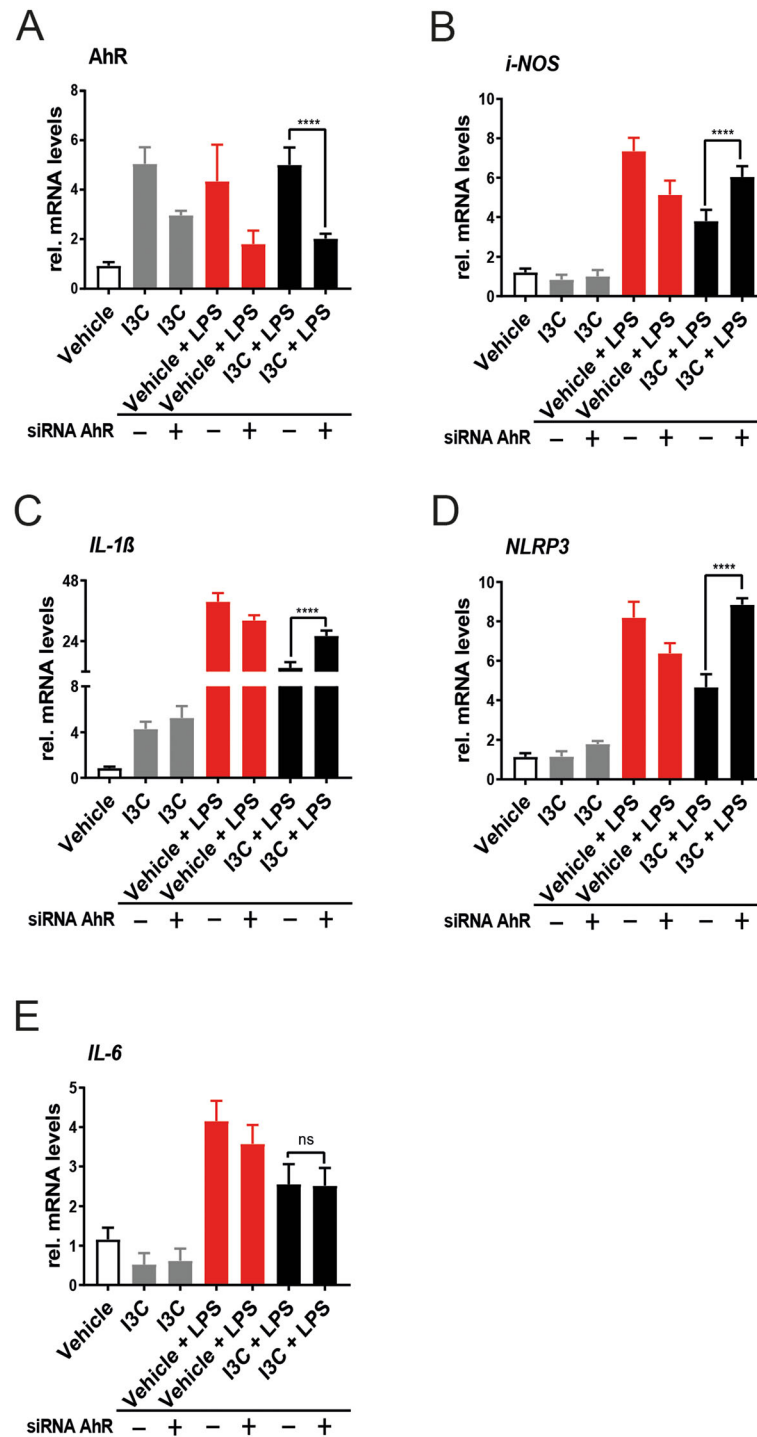 A
AhR
rel. mRNA levels
8
6
4
2
0
****
Vehicle
I3C
I3C
Vehicle + LPS
Vehicle + LPS
I3C + LPS
I3C + LPS
siRNA AhR − + − + − +
B
i-NOS
rel. mRNA levels
10
8
6
4
2
0
****
Vehicle
I3C
I3C
Vehicle + LPS
Vehicle + LPS
I3C + LPS
I3C + LPS
siRNA AhR − + − + − +
C
IL-1ß
rel. mRNA levels
48
24
8
4
0
****
Vehicle
I3C
I3C
Vehicle + LPS
Vehicle + LPS
I3C + LPS
I3C + LPS
siRNA AhR − + − + − +
D
NLRP3
rel. mRNA levels
10
8
6
4
2
0
****
Vehicle
I3C
I3C
Vehicle + LPS
Vehicle + LPS
I3C + LPS
I3C + LPS
siRNA AhR − + − + − +
E
IL-6
rel. mRNA levels
5
4
3
2
1
0
ns
Vehicle
I3C
I3C
Vehicle + LPS
Vehicle + LPS
I3C + LPS
I3C + LPS
siRNA AhR − + − + − +